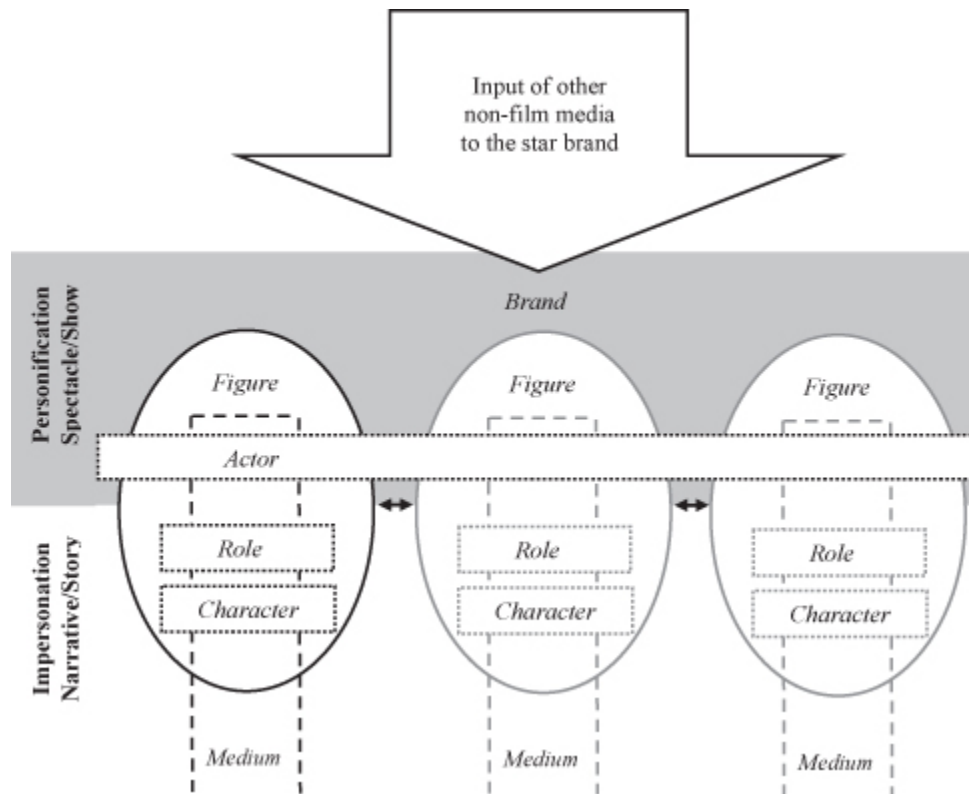 Input of other
non-film media
to the star brand
Brand
Personification
Spectacle/Show
Figure
Figure
Figure
Actor
Impersonation
Narrative/Story
Role
Role
Role
Character
Character
Character
Medium
Medium
Medium